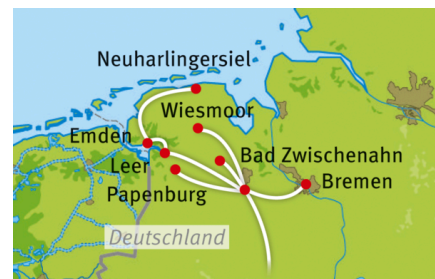 Neuharlingersiel
Wiesmoor
Emden
Bad Zwischenahn
Leer
Bremen
Papenburg
Deutschland